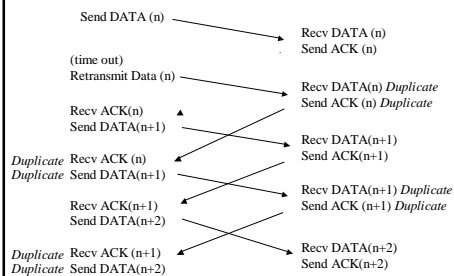 Send DATA (n)
Recv DATA (n)
Send ACK (n)
(time out)
Retransmit Data (n)
Recv DATA(n) Duplicate
Send ACK (n) Duplicate
Recv ACK(n)
Send DATA(n+1)
Recv DATA(n+1)
Send ACK(n+1)
Duplicate Recv ACK (n)
Duplicate Send DATA(n+1)
Recv DATA(n+1) Duplicate
Send ACK (n+1) Duplicate
Recv ACK(n+1)
Send DATA(n+2)
Recv DATA(n+2)
Send ACK(n+2)
Duplicate Recv ACK (n+1)
Duplicate Send DATA(n+2)